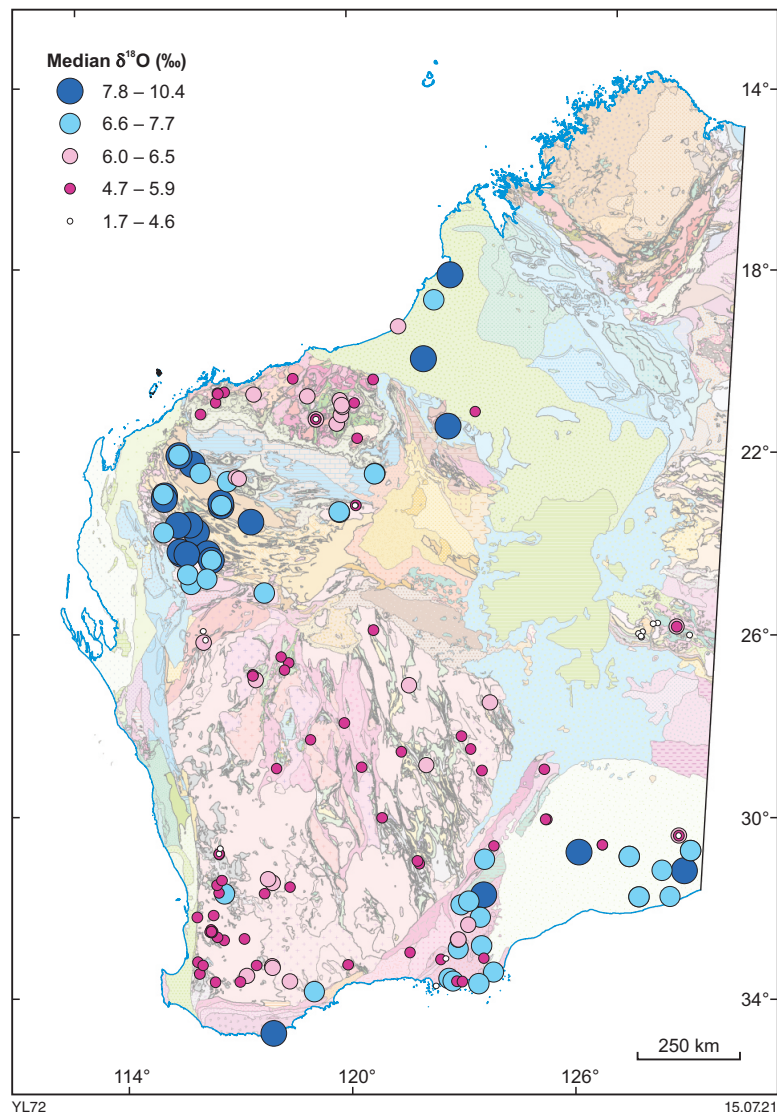 Median δ¹⁸O (‰)
7.8 – 10.4
6.6 – 7.7
6.0 – 6.5
4.7 – 5.9
1.7 – 4.6
14°
18°
22°
26°
30°
34°
250 km
114° 120° 126°
YL72 15.07.21